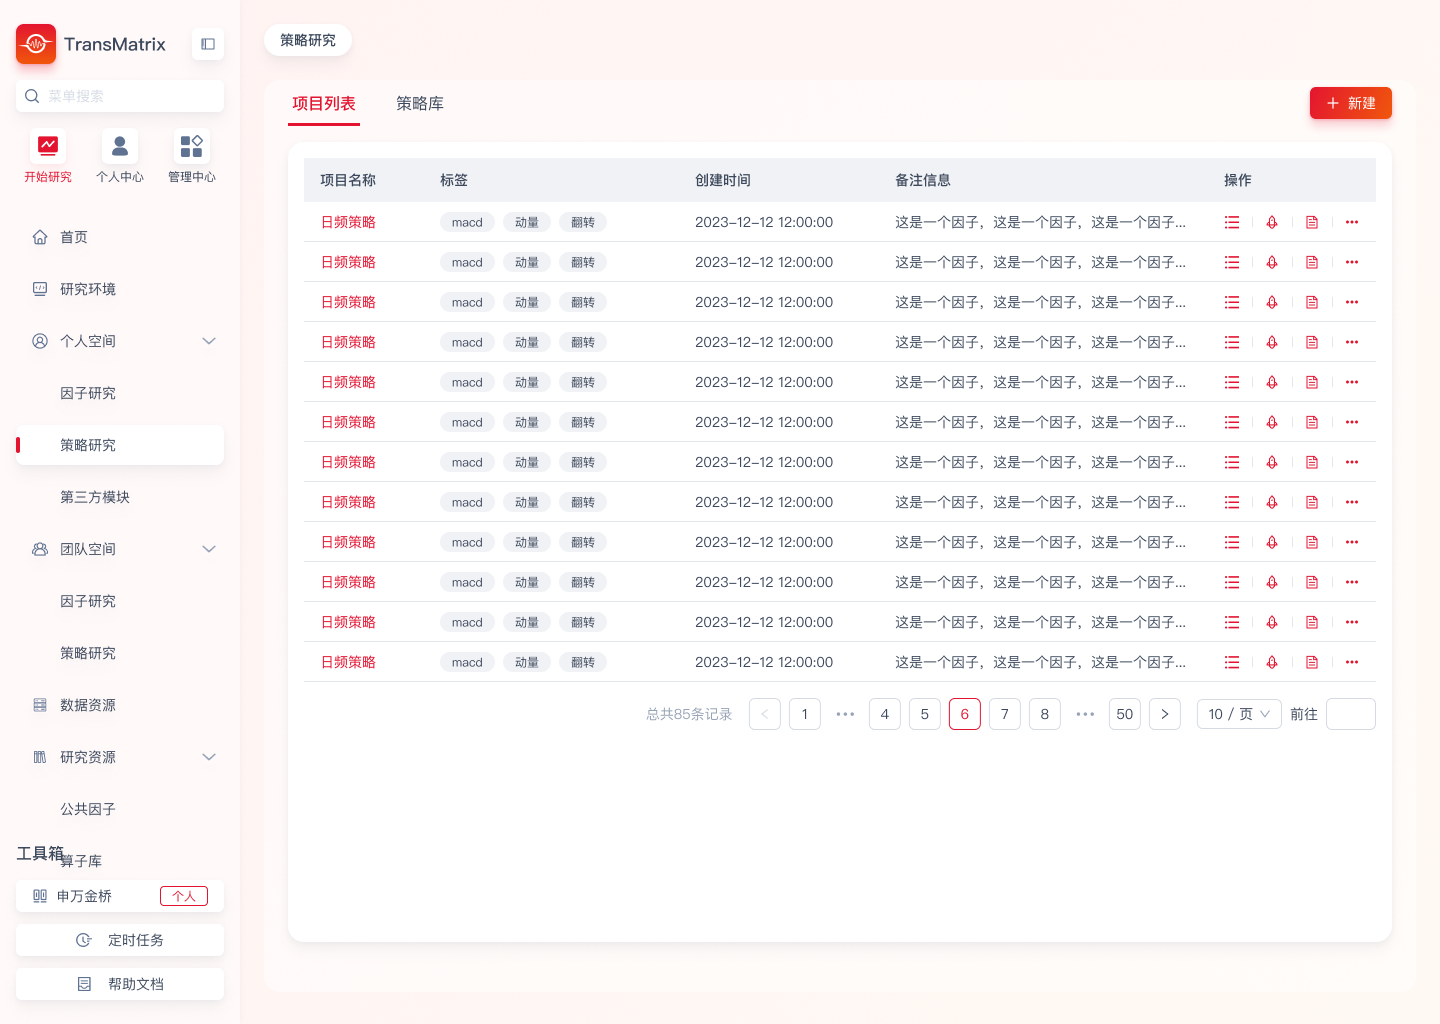 TransMatrix
菜单搜索
开始研究 个人中心 管理中心
首页
研究环境
个人空间
因子研究
策略研究
第三方模块
团队空间
因子研究
策略研究
数据资源
研究资源
公共因子
工具箱
算子库
申万金桥 个人
定时任务
帮助文档
策略研究
项目列表 策略库 新建
项目名称 标签 创建时间 备注信息 操作
日频策略 macd 动量 翻转 2023-12-12 12:00:00 这是一个因子，这是一个因子，这是一个因子...
日频策略 macd 动量 翻转 2023-12-12 12:00:00 这是一个因子，这是一个因子，这是一个因子...
日频策略 macd 动量 翻转 2023-12-12 12:00:00 这是一个因子，这是一个因子，这是一个因子...
日频策略 macd 动量 翻转 2023-12-12 12:00:00 这是一个因子，这是一个因子，这是一个因子...
日频策略 macd 动量 翻转 2023-12-12 12:00:00 这是一个因子，这是一个因子，这是一个因子...
日频策略 macd 动量 翻转 2023-12-12 12:00:00 这是一个因子，这是一个因子，这是一个因子...
日频策略 macd 动量 翻转 2023-12-12 12:00:00 这是一个因子，这是一个因子，这是一个因子...
日频策略 macd 动量 翻转 2023-12-12 12:00:00 这是一个因子，这是一个因子，这是一个因子...
日频策略 macd 动量 翻转 2023-12-12 12:00:00 这是一个因子，这是一个因子，这是一个因子...
日频策略 macd 动量 翻转 2023-12-12 12:00:00 这是一个因子，这是一个因子，这是一个因子...
日频策略 macd 动量 翻转 2023-12-12 12:00:00 这是一个因子，这是一个因子，这是一个因子...
日频策略 macd 动量 翻转 2023-12-12 12:00:00 这是一个因子，这是一个因子，这是一个因子...
总共85条记录 < 1 ••• 4 5 6 7 8 ••• 50 > 10 / 页 前往